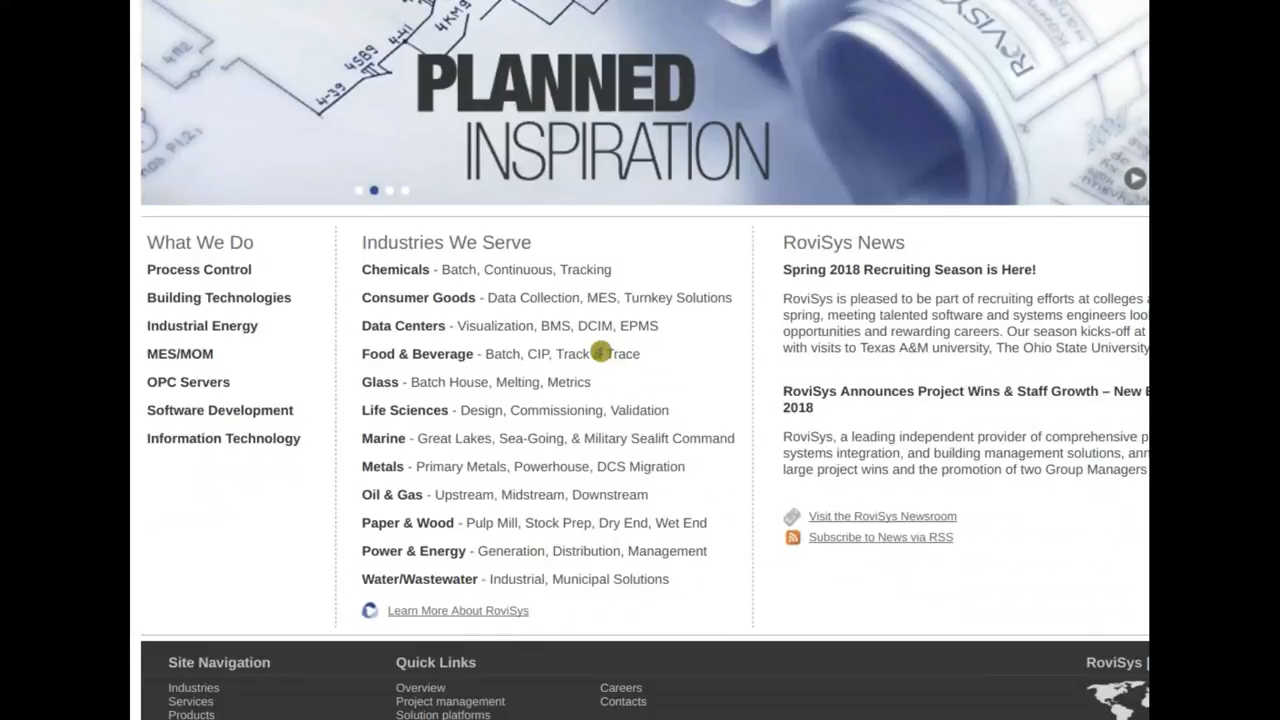 4KM9
4-41
4SB9
4-39
4B2
RoviSys
PLANNED
INSPIRATION
What We Do
Process Control
Building Technologies
Industrial Energy
MES/MOM
OPC Servers
Software Development
Information Technology
Industries We Serve
Chemicals - Batch, Continuous, Tracking
Consumer Goods - Data Collection, MES, Turnkey Solutions
Data Centers - Visualization, BMS, DCIM, EPMS
Food & Beverage - Batch, CIP, Track & Trace
Glass - Batch House, Melting, Metrics
Life Sciences - Design, Commissioning, Validation
Marine - Great Lakes, Sea-Going, & Military Sealift Command
Metals - Primary Metals, Powerhouse, DCS Migration
Oil & Gas - Upstream, Midstream, Downstream
Paper & Wood - Pulp Mill, Stock Prep, Dry End, Wet End
Power & Energy - Generation, Distribution, Management
Water/Wastewater - Industrial, Municipal Solutions
Learn More About RoviSys
RoviSys News
Spring 2018 Recruiting Season is Here!
RoviSys is pleased to be part of recruiting efforts at colleges
spring, meeting talented software and systems engineers loo
opportunities and rewarding careers. Our season kicks-off at
with visits to Texas A&M university, The Ohio State University
RoviSys Announces Project Wins & Staff Growth – New
2018
RoviSys, a leading independent provider of comprehensive p
systems integration, and building management solutions, ann
large project wins and the promotion of two Group Managers
Visit the RoviSys Newsroom
Subscribe to News via RSS
Site Navigation
Industries
Services
Products
Quick Links
Overview
Project management
Solution platforms
Careers
Contacts
RoviSys |